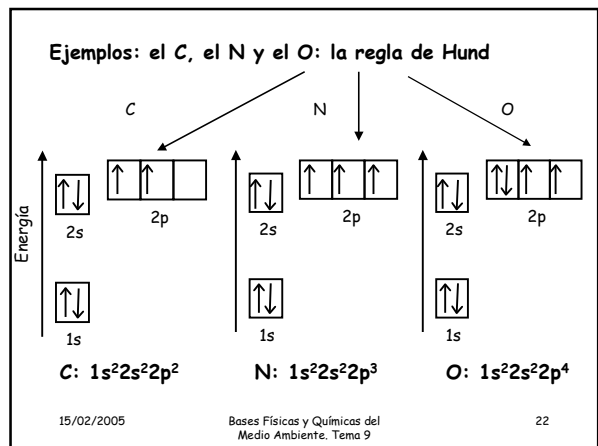 Ejemplos: el C, el N y el O: la regla de Hund
C N O
Energía
2s 2p 2s 2p 2s 2p
1s 1s 1s
C: 1s²2s²2p² N: 1s²2s²2p³ O: 1s²2s²2p⁴
15/02/2005
Bases Físicas y Químicas del
Medio Ambiente. Tema 9
22